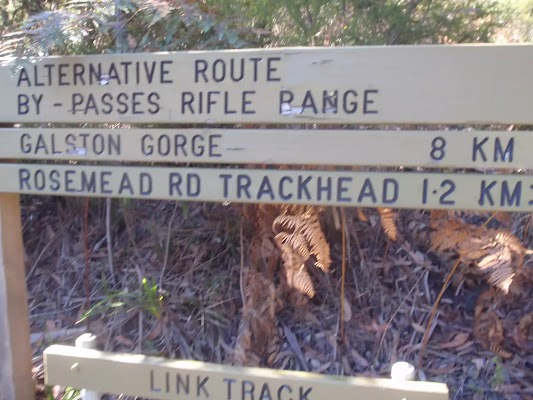 ALTERNATIVE ROUTE
BY-PASSES RIFLE RANGE
GALSTON GORGE 8 KM
ROSEMEAD RD TRACKHEAD 1·2 KM
LINK TRACK